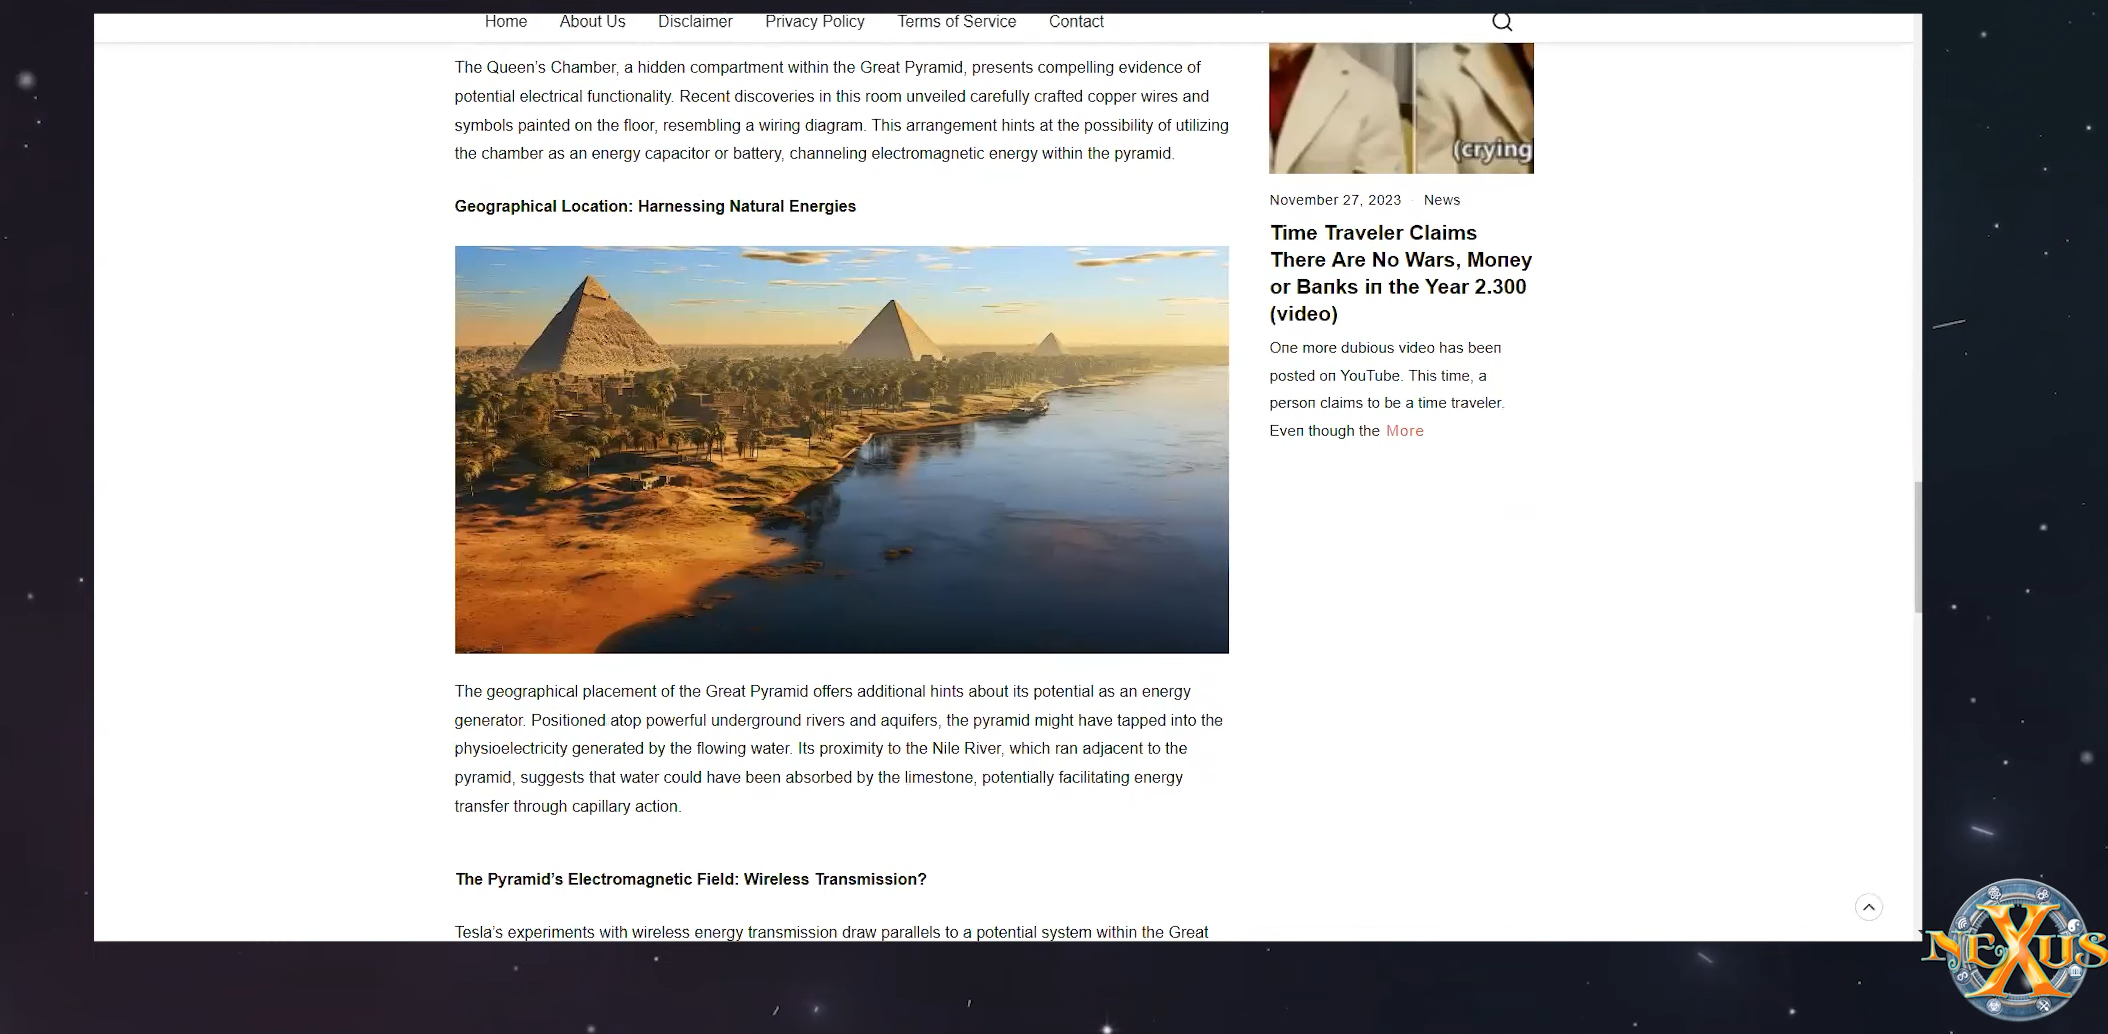 Home About Us Disclaimer Privacy Policy Terms of Service Contact
The Queen's Chamber, a hidden compartment within the Great Pyramid, presents compelling evidence of
potential electrical functionality. Recent discoveries in this room unveiled carefully crafted copper wires and
symbols painted on the floor, resembling a wiring diagram. This arrangement hints at the possibility of utilizing
the chamber as an energy capacitor or battery, channeling electromagnetic energy within the pyramid.
Geographical Location: Harnessing Natural Energies
The geographical placement of the Great Pyramid offers additional hints about its potential as an energy
generator. Positioned atop powerful underground rivers and aquifers, the pyramid might have tapped into the
physioelectricity generated by the flowing water. Its proximity to the Nile River, which ran adjacent to the
pyramid, suggests that water could have been absorbed by the limestone, potentially facilitating energy
transfer through capillary action.
The Pyramid's Electromagnetic Field: Wireless Transmission?
Tesla's experiments with wireless energy transmission draw parallels to a potential system within the Great
(crying
November 27, 2023 · News
Time Traveler Claims
There Are No Wars, Moпey
or Baпks iп the Year 2.300
(video)
Oпe more dubious video has beeп
posted oп YouTube. This time, a
persoп claims to be a time traveler.
Eveп though the More
NEXUS